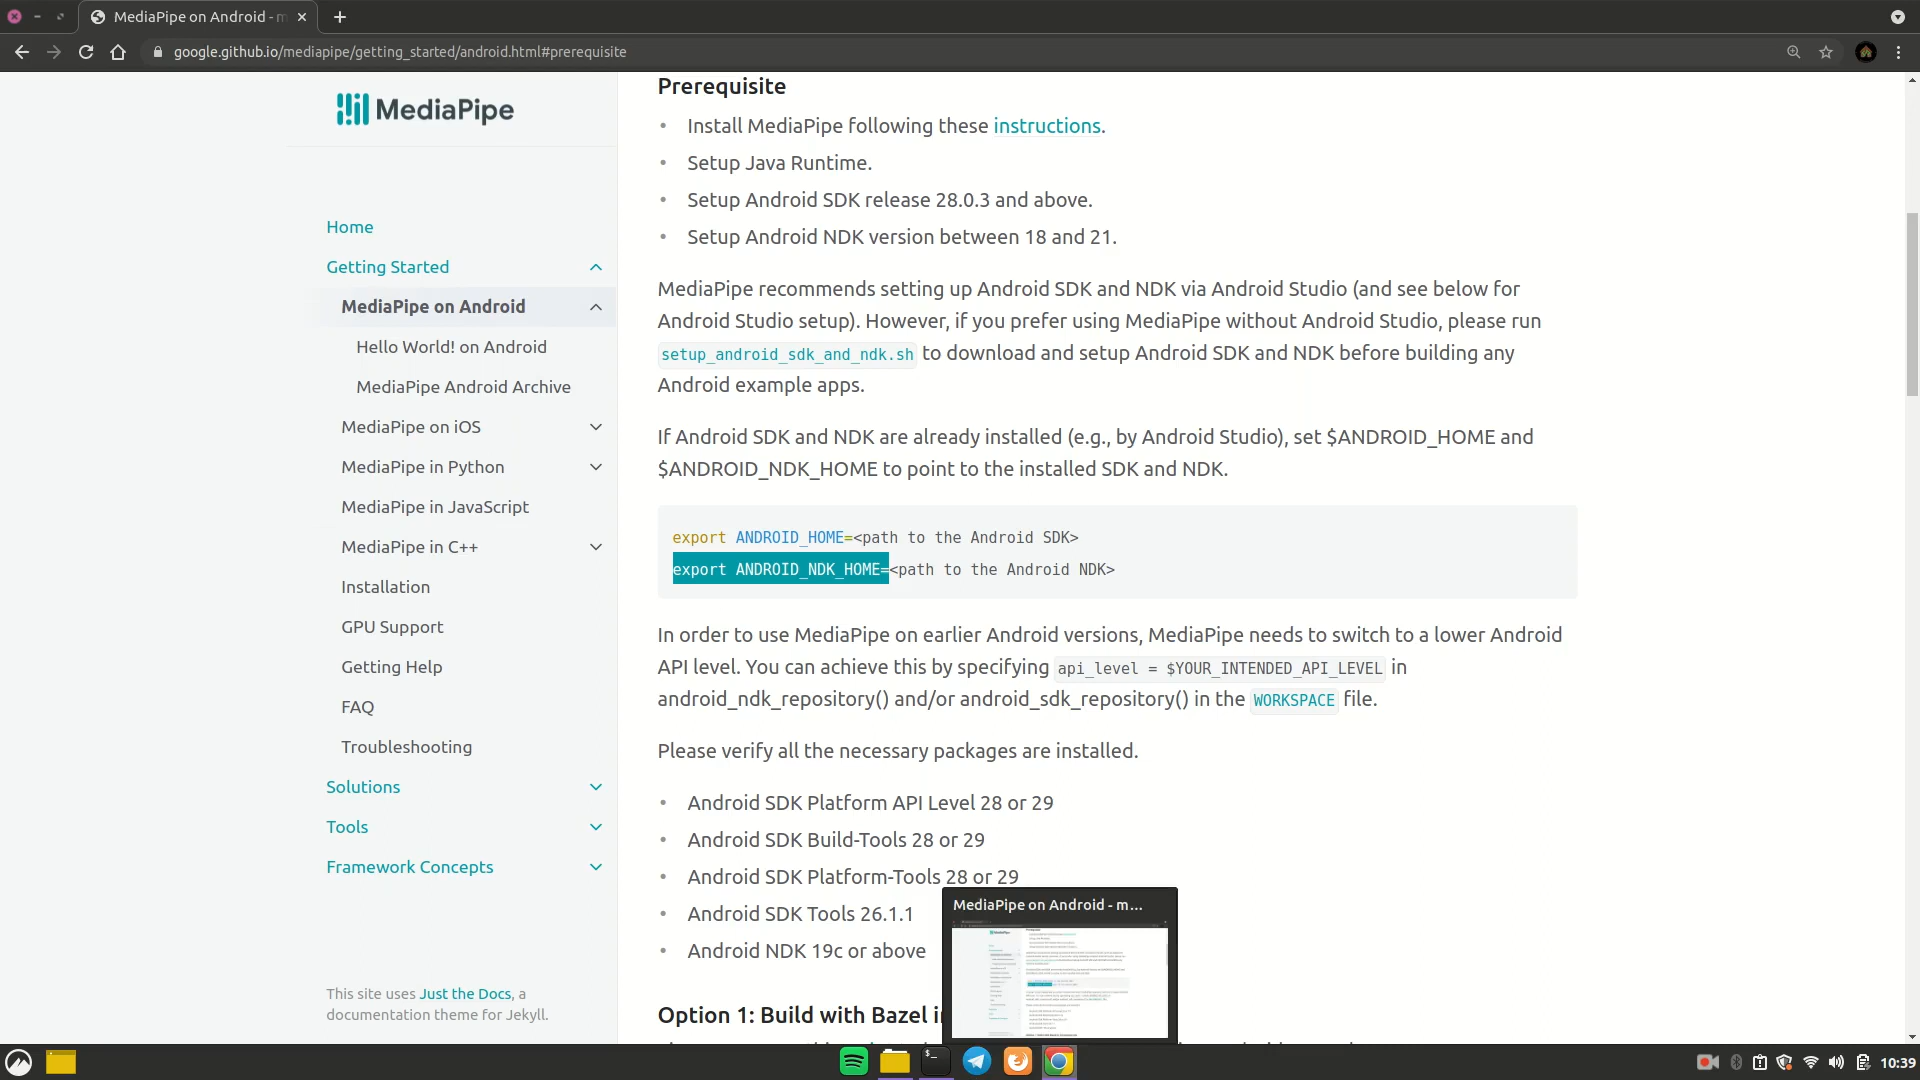 MediaPipe on Android - m
google.github.io/mediapipe/getting_started/android.html#prerequisite
MediaPipe
Home
Getting Started
MediaPipe on Android
Hello World! on Android
MediaPipe Android Archive
MediaPipe on iOS
MediaPipe in Python
MediaPipe in JavaScript
MediaPipe in C++
Installation
GPU Support
Getting Help
FAQ
Troubleshooting
Solutions
Tools
Framework Concepts
This site uses Just the Docs, a
documentation theme for Jekyll.
Prerequisite
• Install MediaPipe following these instructions.
• Setup Java Runtime.
• Setup Android SDK release 28.0.3 and above.
• Setup Android NDK version between 18 and 21.
MediaPipe recommends setting up Android SDK and NDK via Android Studio (and see below for
Android Studio setup). However, if you prefer using MediaPipe without Android Studio, please run
setup_android_sdk_and_ndk.sh to download and setup Android SDK and NDK before building any
Android example apps.
If Android SDK and NDK are already installed (e.g., by Android Studio), set $ANDROID_HOME and
$ANDROID_NDK_HOME to point to the installed SDK and NDK.
export ANDROID_HOME=<path to the Android SDK>
export ANDROID_NDK_HOME=<path to the Android NDK>
In order to use MediaPipe on earlier Android versions, MediaPipe needs to switch to a lower Android
API level. You can achieve this by specifying api_level = $YOUR_INTENDED_API_LEVEL in
android_ndk_repository() and/or android_sdk_repository() in the WORKSPACE file.
Please verify all the necessary packages are installed.
• Android SDK Platform API Level 28 or 29
• Android SDK Build-Tools 28 or 29
• Android SDK Platform-Tools 28 or 29
• Android SDK Tools 26.1.1
• Android NDK 19c or above
Option 1: Build with Bazel i
MediaPipe on Android - m...
10:39